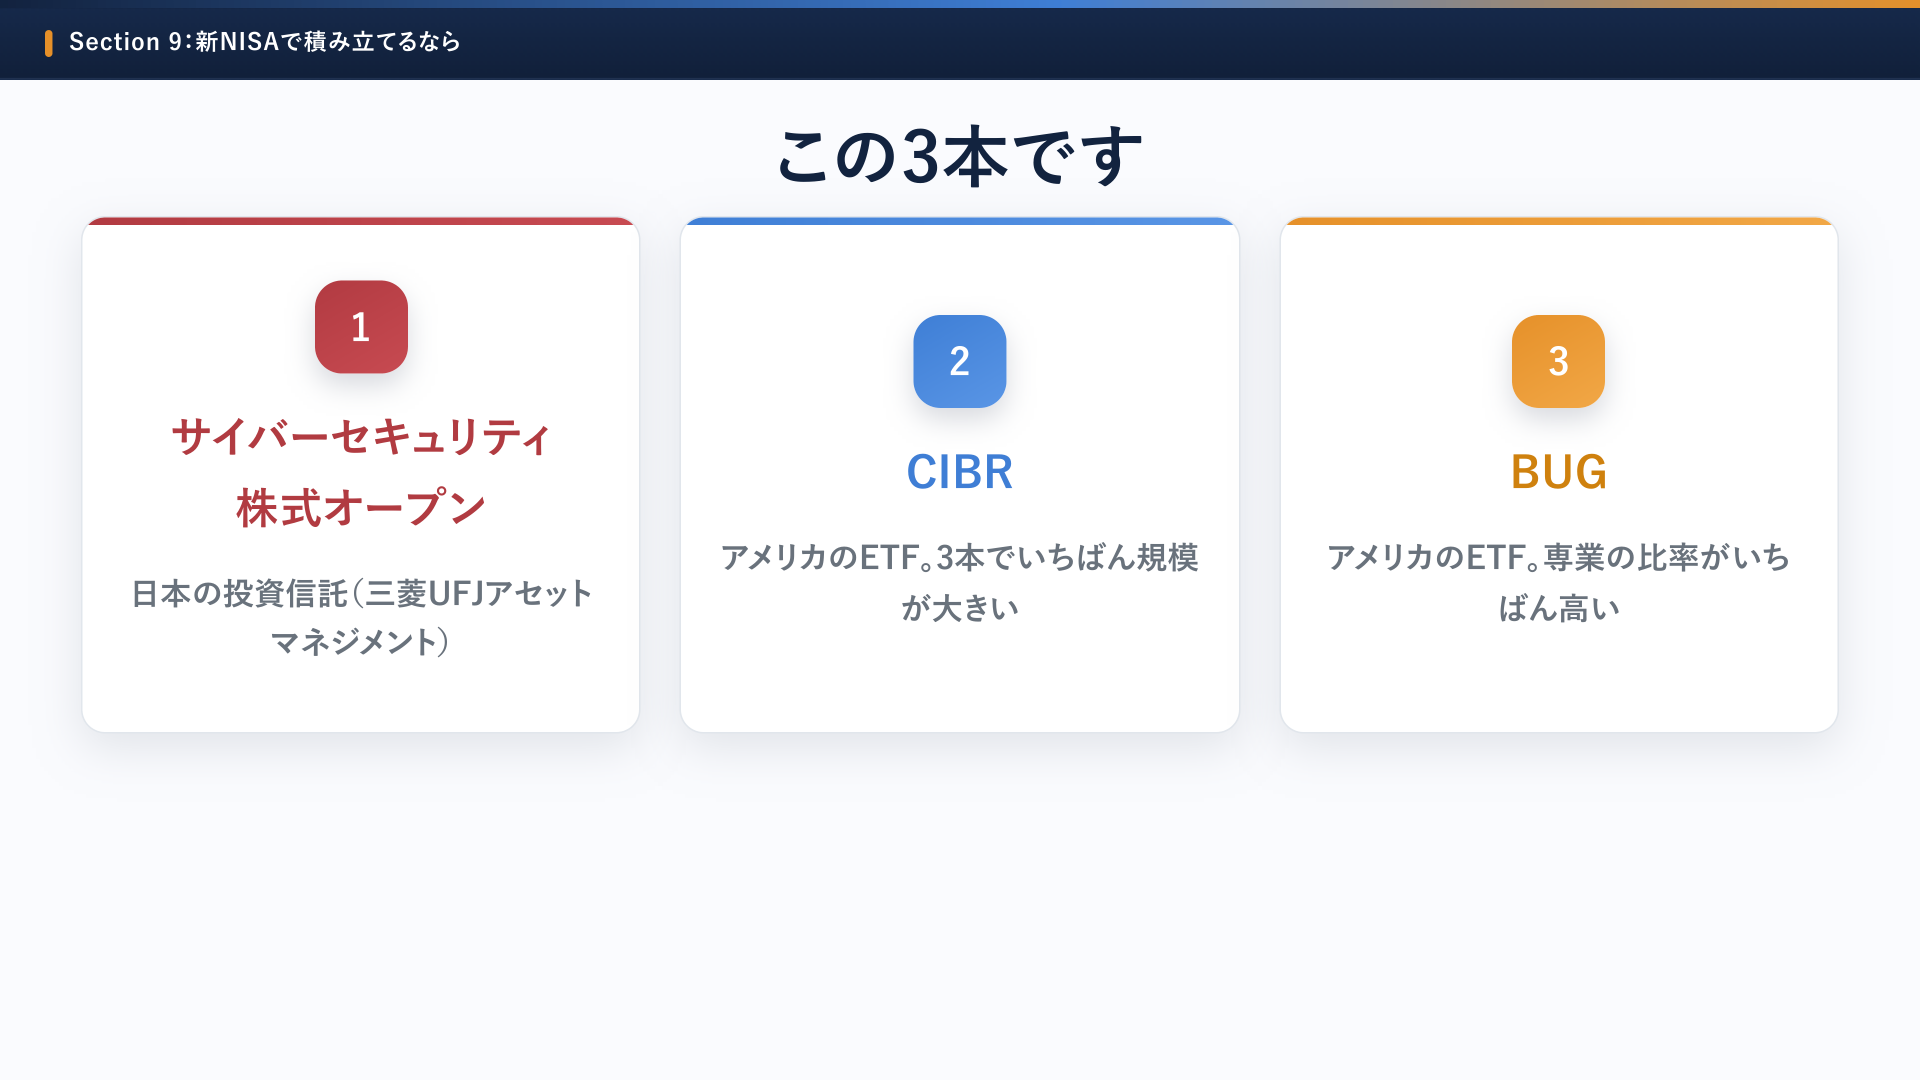 Section 9：新NISAで積み立てるなら
この3本です
1
サイバーセキュリティ
株式オープン
日本の投資信託（三菱UFJアセット
マネジメント）
2
CIBR
アメリカのETF。3本でいちばん規模
が大きい
3
BUG
アメリカのETF。専業の比率がいち
ばん高い